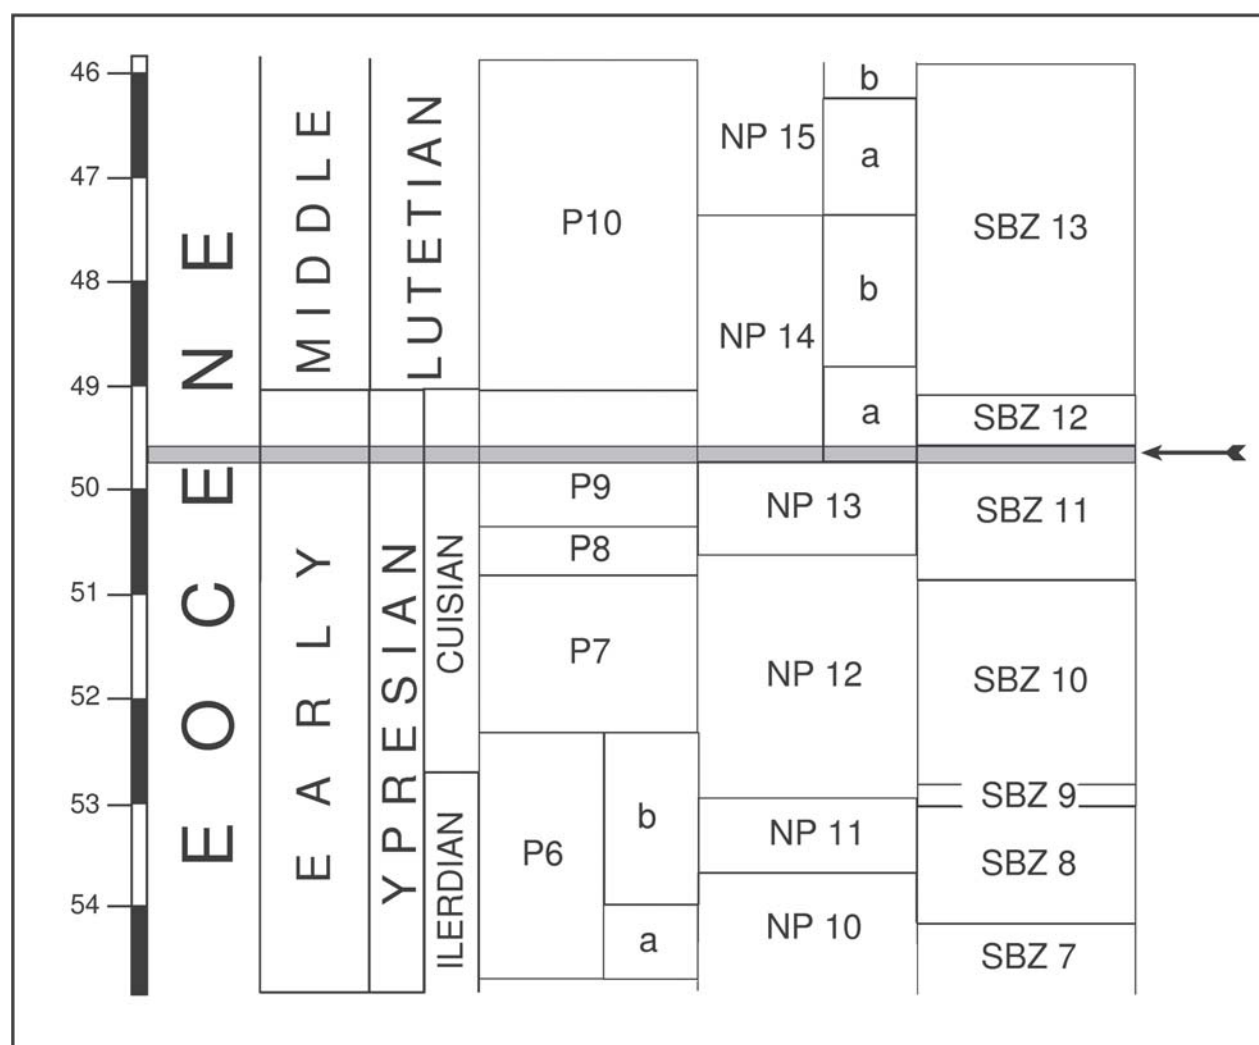 46
47
48
49
50
51
52
53
54
EOCENE
MIDDLE
EARLY
LUTETIAN
YPRESIAN
CUISIAN
ILERDIAN
P10
P9
P8
P7
P6
b
a
NP 15
NP 14
NP 13
NP 12
NP 11
NP 10
b
a
b
a
SBZ 13
SBZ 12
SBZ 11
SBZ 10
SBZ 9
SBZ 8
SBZ 7